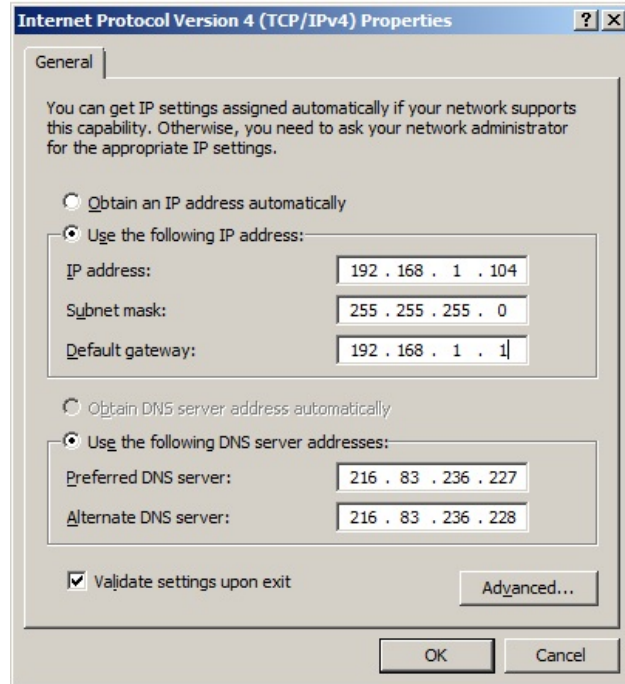 Internet Protocol Version 4 (TCP/IPv4) Properties
General
You can get IP settings assigned automatically if your network supports
this capability. Otherwise, you need to ask your network administrator
for the appropriate IP settings.
Obtain an IP address automatically
Use the following IP address:
IP address: 192 . 168 . 1 . 104
Subnet mask: 255 . 255 . 255 . 0
Default gateway: 192 . 168 . 1 . 1
Obtain DNS server address automatically
Use the following DNS server addresses:
Preferred DNS server: 216 . 83 . 236 . 227
Alternate DNS server: 216 . 83 . 236 . 228
Validate settings upon exit
Advanced...
OK Cancel